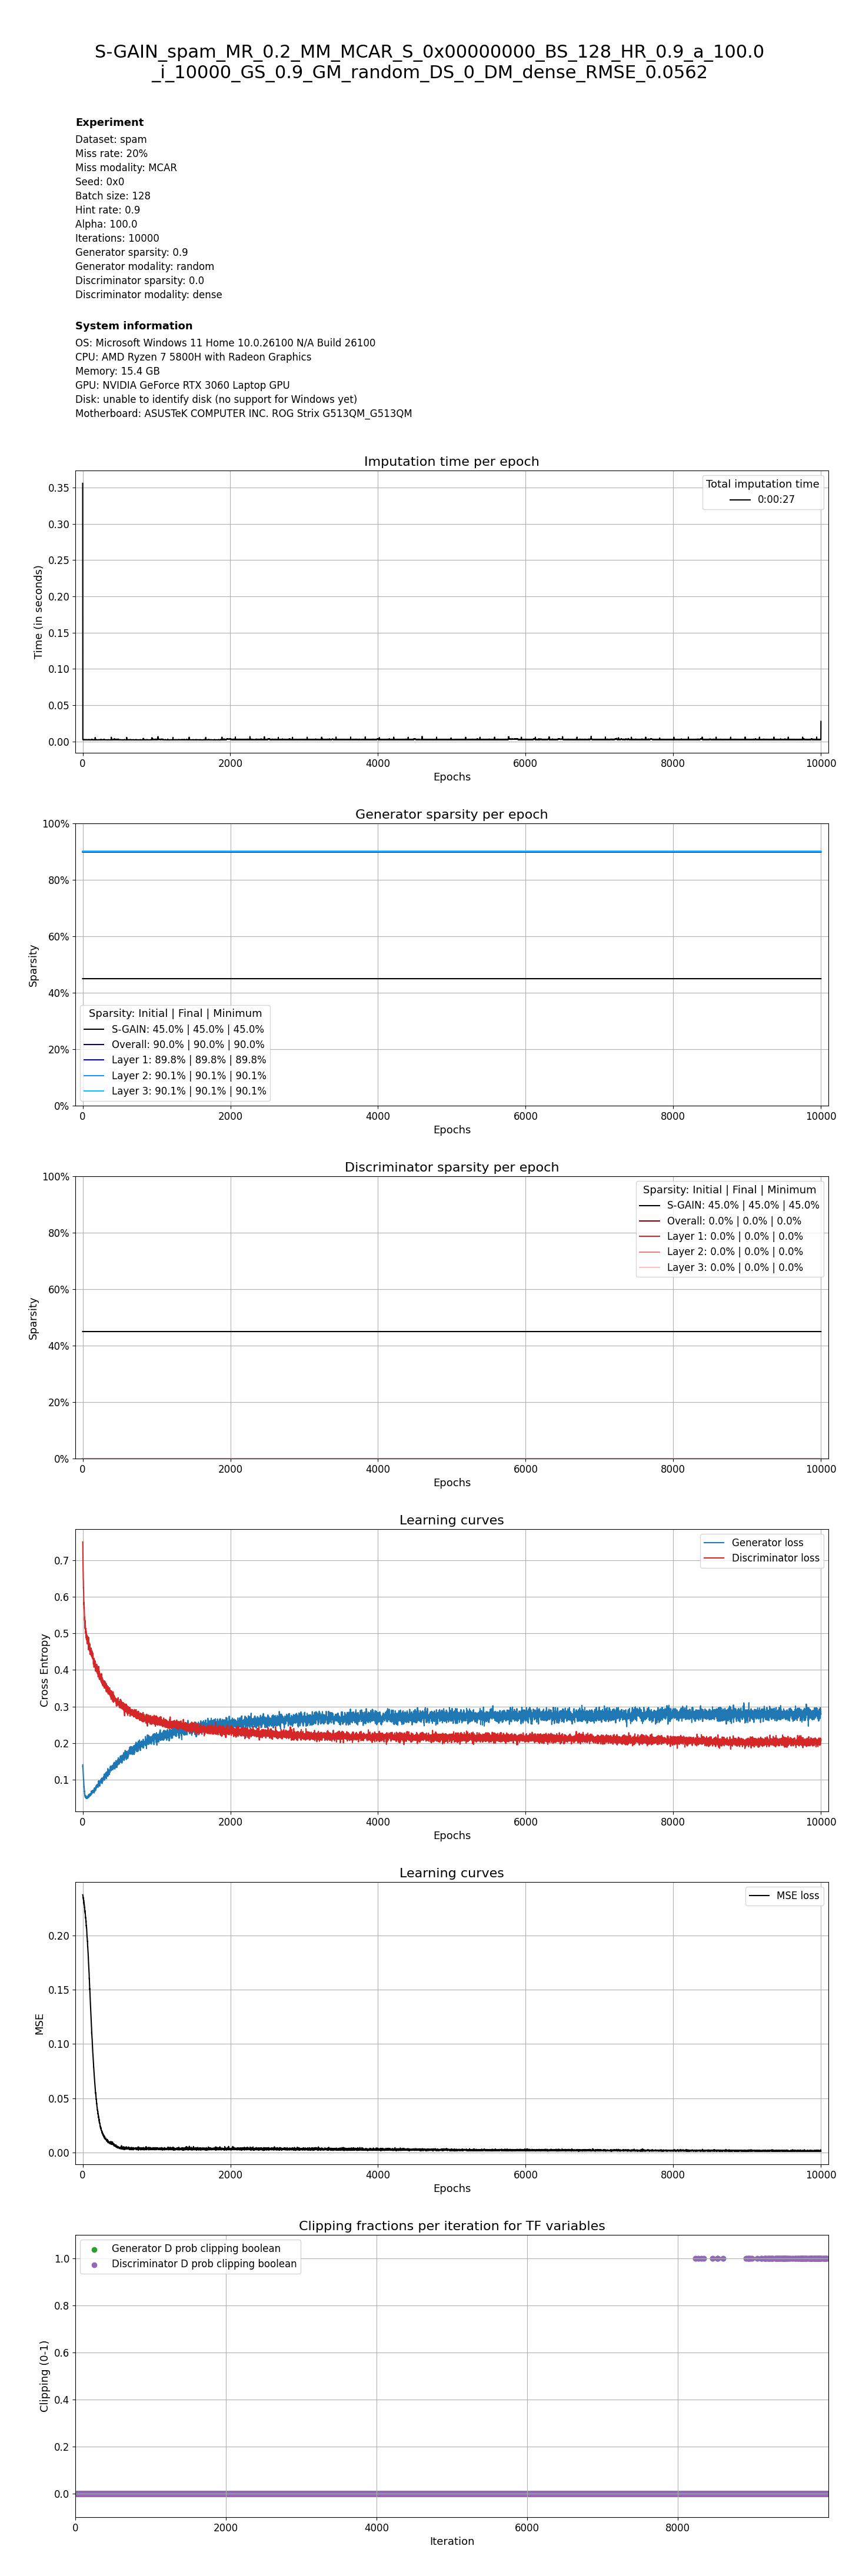 S-GAIN_spam_MR_0.2_MM_MCAR_S_0x00000000_BS_128_HR_0.9_a_100.0
_i_10000_GS_0.9_GM_random_DS_0_DM_dense_RMSE_0.0562
Experiment
Dataset: spam
Miss rate: 20%
Miss modality: MCAR
Seed: 0x0
Batch size: 128
Hint rate: 0.9
Alpha: 100.0
Iterations: 10000
Generator sparsity: 0.9
Generator modality: random
Discriminator sparsity: 0.0
Discriminator modality: dense
System information
OS: Microsoft Windows 11 Home 10.0.26100 N/A Build 26100
CPU: AMD Ryzen 7 5800H with Radeon Graphics
Memory: 15.4 GB
GPU: NVIDIA GeForce RTX 3060 Laptop GPU
Disk: unable to identify disk (no support for Windows yet)
Motherboard: ASUSTeK COMPUTER INC. ROG Strix G513QM_G513QM
Imputation time per epoch
Total imputation time
0:00:27
0.35
0.30
0.25
0.20
0.15
0.10
0.05
0.00
Time (in seconds)
0 2000 4000 6000 8000 10000
Epochs
Generator sparsity per epoch
100%
80%
60%
40%
20%
0%
Sparsity
Sparsity: Initial | Final | Minimum
S-GAIN: 45.0% | 45.0% | 45.0%
Overall: 90.0% | 90.0% | 90.0%
Layer 1: 89.8% | 89.8% | 89.8%
Layer 2: 90.1% | 90.1% | 90.1%
Layer 3: 90.1% | 90.1% | 90.1%
0 2000 4000 6000 8000 10000
Epochs
Discriminator sparsity per epoch
100%
80%
60%
40%
20%
0%
Sparsity
Sparsity: Initial | Final | Minimum
S-GAIN: 45.0% | 45.0% | 45.0%
Overall: 0.0% | 0.0% | 0.0%
Layer 1: 0.0% | 0.0% | 0.0%
Layer 2: 0.0% | 0.0% | 0.0%
Layer 3: 0.0% | 0.0% | 0.0%
0 2000 4000 6000 8000 10000
Epochs
Learning curves
Generator loss
Discriminator loss
0.7
0.6
0.5
0.4
0.3
0.2
0.1
Cross Entropy
0 2000 4000 6000 8000 10000
Epochs
Learning curves
MSE loss
0.20
0.15
0.10
0.05
0.00
MSE
0 2000 4000 6000 8000 10000
Epochs
Clipping fractions per iteration for TF variables
Generator D prob clipping boolean
Discriminator D prob clipping boolean
1.0
0.8
0.6
0.4
0.2
0.0
Clipping (0-1)
0 2000 4000 6000 8000
Iteration